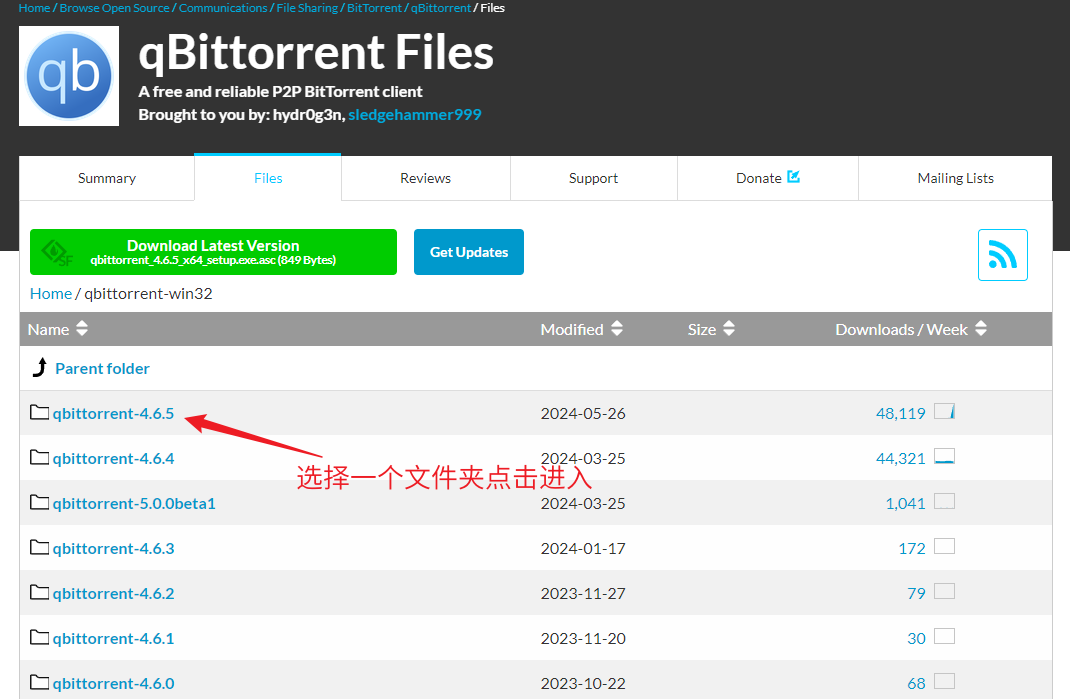 Home / Browse Open Source / Communications / File Sharing / BitTorrent / qBittorrent / Files
qb
qBittorrent Files
A free and reliable P2P BitTorrent client
Brought to you by: hydr0g3n, sledgehammer999
Summary Files Reviews Support Donate Mailing Lists
SF
Download Latest Version
qbittorrent_4.6.5_x64_setup.exe.asc (849 Bytes)
Get Updates
Home / qbittorrent-win32
Name Modified Size Downloads / Week
Parent folder
qbittorrent-4.6.5 2024-05-26 48,119
qbittorrent-4.6.4 2024-03-25 44,321
选择一个文件夹点击进入
qbittorrent-5.0.0beta1 2024-03-25 1,041
qbittorrent-4.6.3 2024-01-17 172
qbittorrent-4.6.2 2023-11-27 79
qbittorrent-4.6.1 2023-11-20 30
qbittorrent-4.6.0 2023-10-22 68